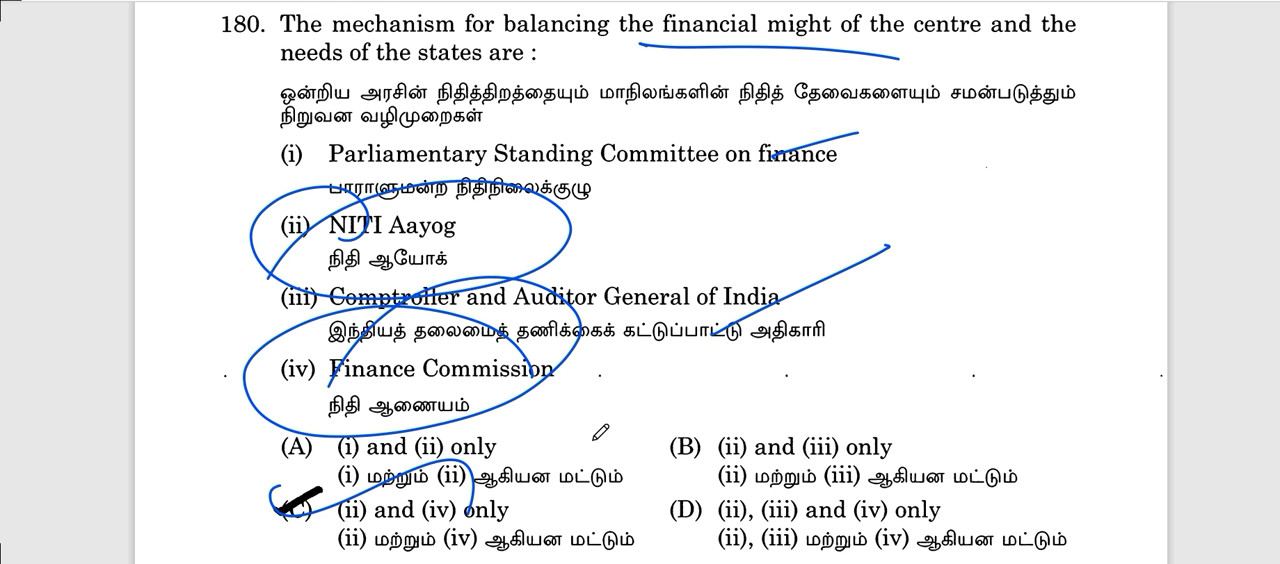 180. The mechanism for balancing the financial might of the centre and the
needs of the states are :
ஒன்றிய அரசின் நிதித்திறத்தையும் மாநிலங்களின் நிதித் தேவைகளையும் சமன்படுத்தும்
நிறுவன வழிமுறைகள்
(i) Parliamentary Standing Committee on finance
பாராளுமன்ற நிதிநிலைக்குழு
(ii) NITI Aayog
நிதி ஆயோக்
(iii) Comptroller and Auditor General of India
இந்தியத் தலைமைத் தணிக்கைக் கட்டுப்பாட்டு அதிகாரி
(iv) Finance Commission
நிதி ஆணையம்
(A) (i) and (ii) only (B) (ii) and (iii) only
(i) மற்றும் (ii) ஆகியன மட்டும் (ii) மற்றும் (iii) ஆகியன மட்டும்
(C) (ii) and (iv) only (D) (ii), (iii) and (iv) only
(ii) மற்றும் (iv) ஆகியன மட்டும் (ii), (iii) மற்றும் (iv) ஆகியன மட்டும்